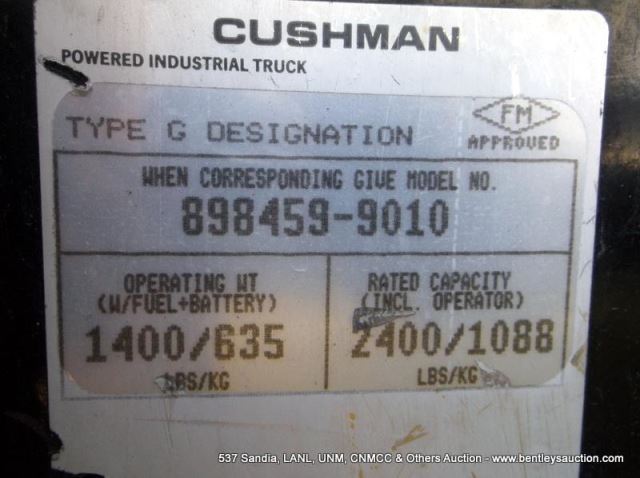 CUSHMAN
POWERED INDUSTRIAL TRUCK
TYPE G DESIGNATION
FM
APPROVED
WHEN CORRESPONDING GIVE MODEL NO.
898459-9010
OPERATING WT
(W/FUEL+BATTERY)
1400/635
LBS/KG
RATED CAPACITY
(INCL. OPERATOR)
2400/1088
LBS/KG
537 Sandia, LANL, UNM, CNMCC & Others Auction - www.bentleysauction.com